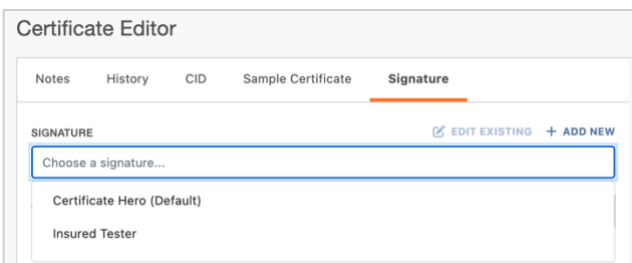 Certificate Editor
Notes History CID Sample Certificate Signature
SIGNATURE EDIT EXISTING + ADD NEW
Choose a signature...
Certificate Hero (Default)
Insured Tester